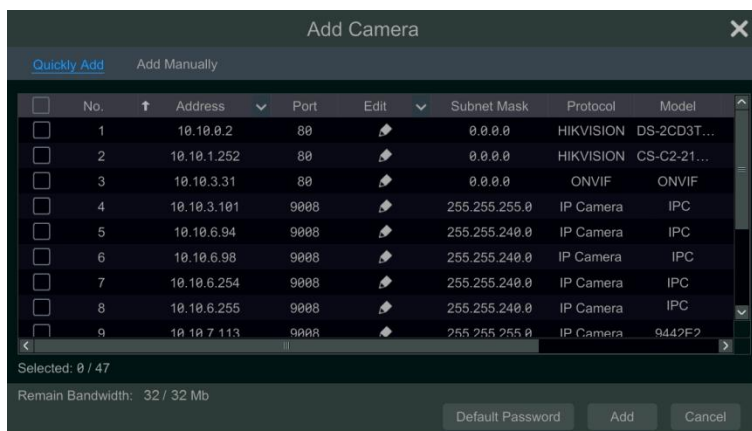 Add Camera
Quickly Add Add Manually
No. Address Port Edit Subnet Mask Protocol Model
1 10.10.0.2 80 0.0.0.0 HIKVISION DS-2CD3T...
2 10.10.1.252 80 0.0.0.0 HIKVISION CS-C2-21...
3 10.10.3.31 80 0.0.0.0 ONVIF ONVIF
4 10.10.3.101 9008 255.255.255.0 IP Camera IPC
5 10.10.6.94 9008 255.255.240.0 IP Camera IPC
6 10.10.6.98 9008 255.255.240.0 IP Camera IPC
7 10.10.6.254 9008 255.255.240.0 IP Camera IPC
8 10.10.6.255 9008 255.255.240.0 IP Camera IPC
9 10.10.7.113 9008 255.255.255.0 IP Camera 9442E2
Selected: 0 / 47
Remain Bandwidth: 32 / 32 Mb
Default Password Add Cancel